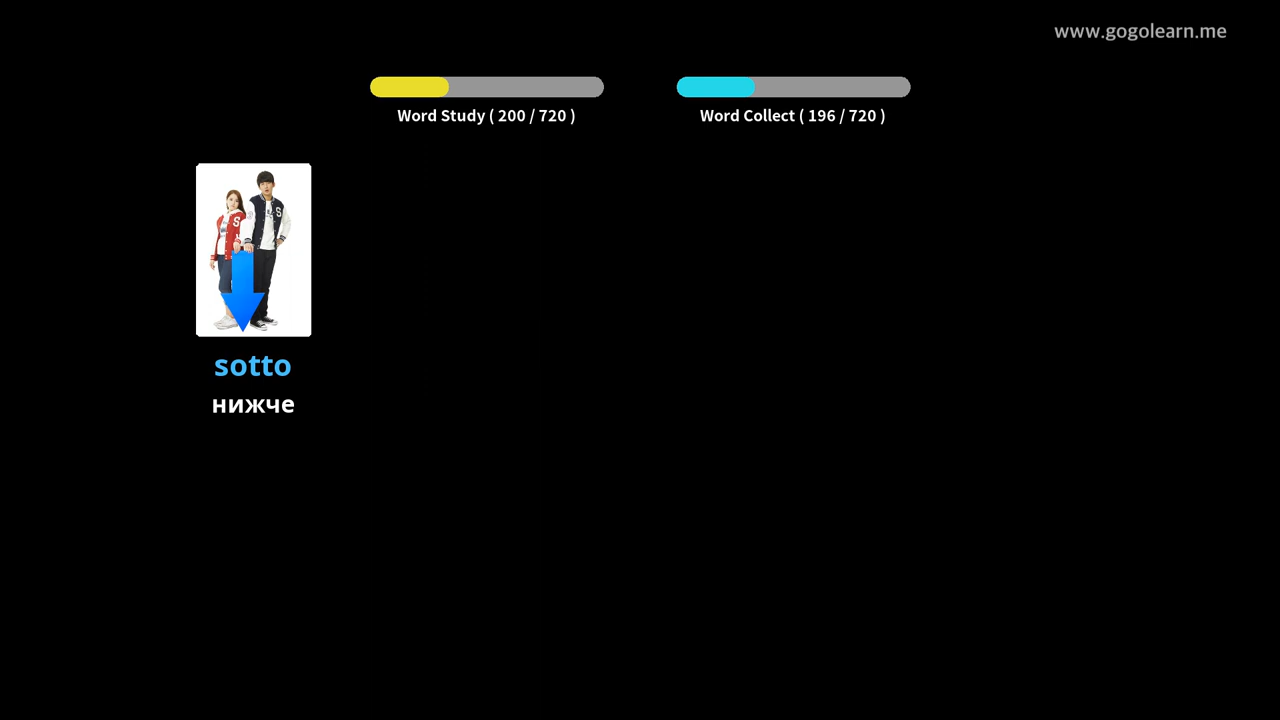 www.gogolearn.me
Word Study ( 200 / 720 )
Word Collect ( 196 / 720 )
S
S
sotto
нижче